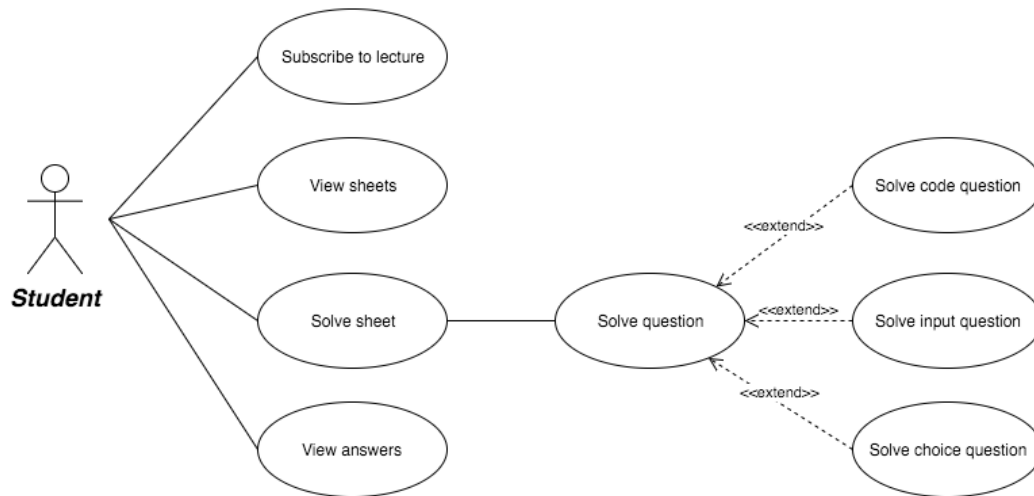 Subscribe to lecture
View sheets
Solve code question
<<extend>>
Student
Solve sheet
Solve question
<<extend>>
Solve input question
<<extend>>
View answers
Solve choice question